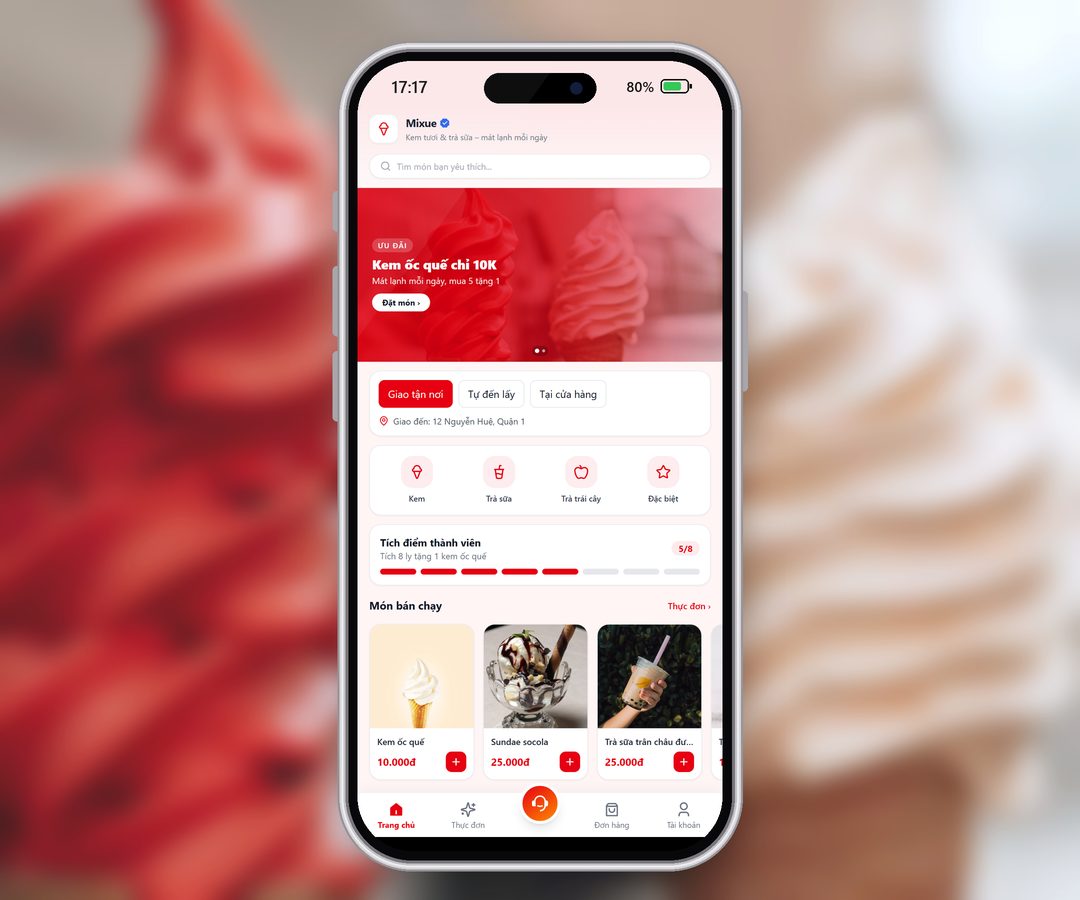 17:17
80%
Mixue
Kem tươi & trà sữa – mát lạnh mỗi ngày
Tìm món bạn yêu thích...
ƯU ĐÃI
Kem ốc quế chỉ 10K
Mát lạnh mỗi ngày, mua 5 tặng 1
Đặt món ›
Giao tận nơi
Tự đến lấy
Tại cửa hàng
Giao đến: 12 Nguyễn Huệ, Quận 1
Kem
Trà sữa
Trà trái cây
Đặc biệt
Tích điểm thành viên
Tích 8 ly tặng 1 kem ốc quế
5/8
Món bán chạy
Thực đơn ›
Kem ốc quế
Sundae socola
Trà sữa trân châu đư...
10.000đ
25.000đ
25.000đ
Trang chủ
Thực đơn
Đơn hàng
Tài khoản